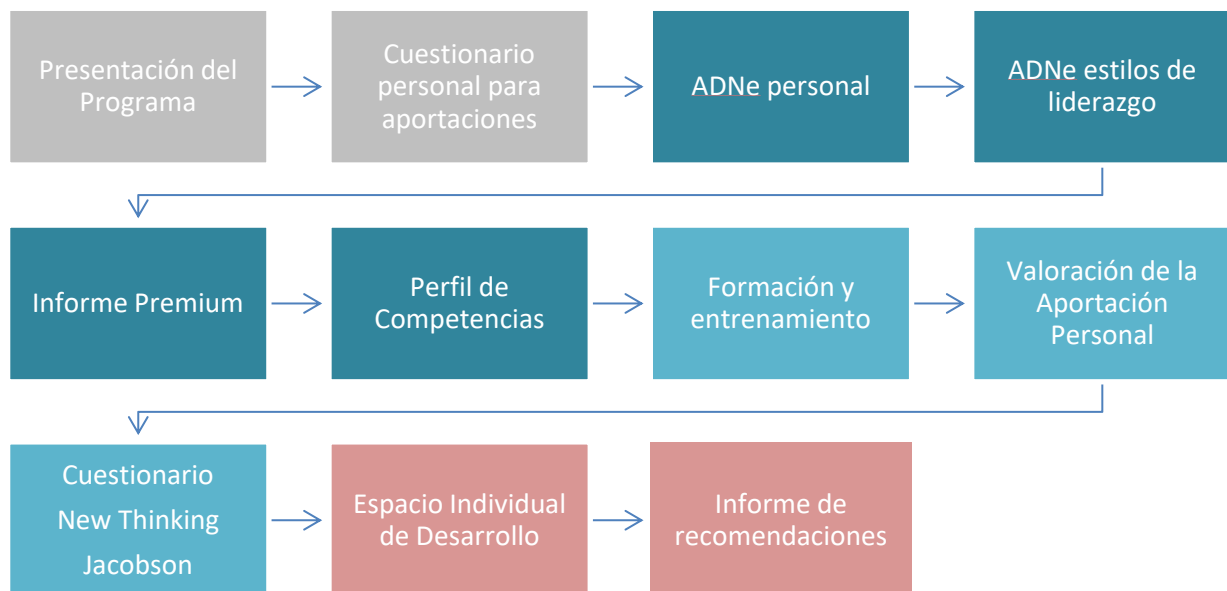 Presentación del
Programa
Cuestionario
personal para
aportaciones
ADNe personal
ADNe estilos de
liderazgo
Informe Premium
Perfil de
Competencias
Formación y
entrenamiento
Valoración de la
Aportación
Personal
Cuestionario
New Thinking
Jacobson
Espacio Individual
de Desarrollo
Informe de
recomendaciones